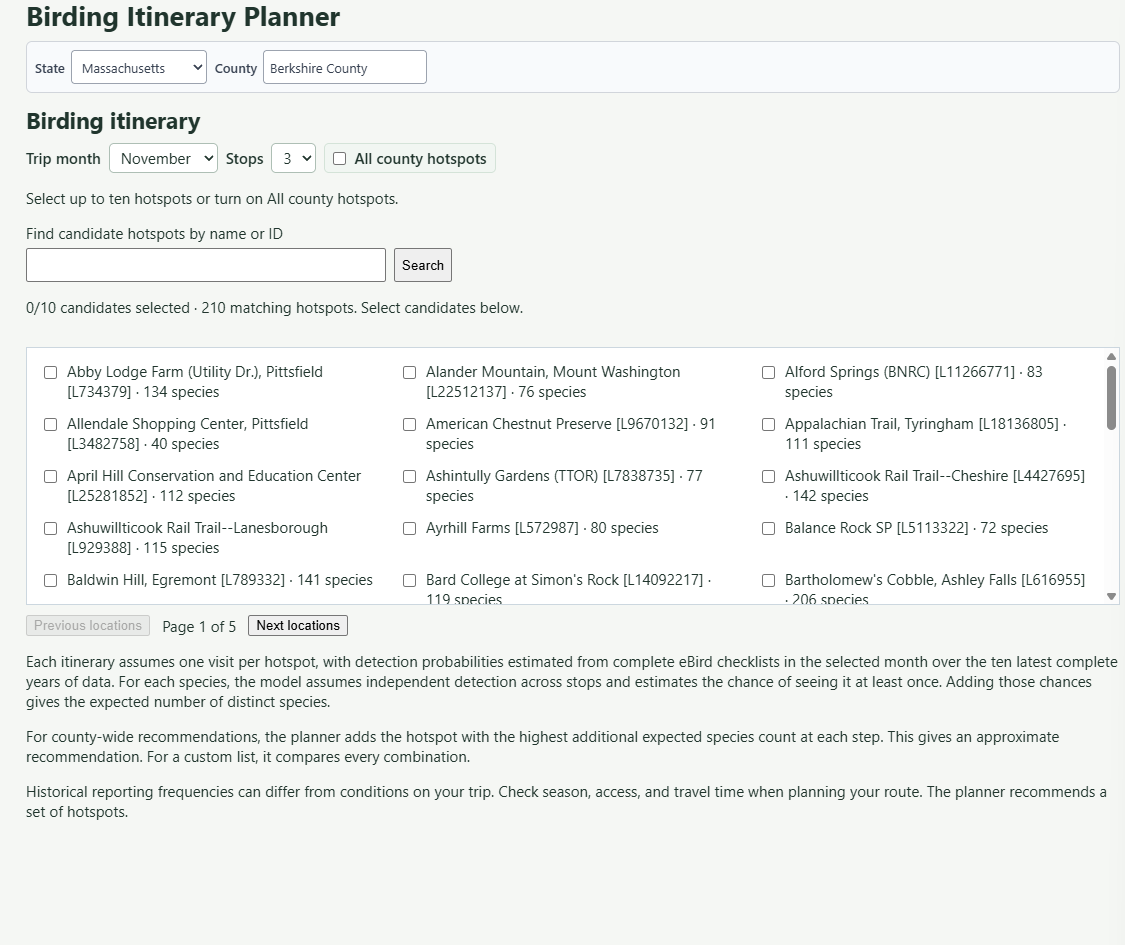 Birding Itinerary Planner
State Massachusetts County Berkshire County
Birding itinerary
Trip month November Stops 3 All county hotspots
Select up to ten hotspots or turn on All county hotspots.
Find candidate hotspots by name or ID
Search
0/10 candidates selected · 210 matching hotspots. Select candidates below.
Abby Lodge Farm (Utility Dr.), Pittsfield
[L734379] · 134 species
Alander Mountain, Mount Washington
[L22512137] · 76 species
Alford Springs (BNRC) [L11266771] · 83
species
Allendale Shopping Center, Pittsfield
[L3482758] · 40 species
American Chestnut Preserve [L9670132] · 91
species
Appalachian Trail, Tyringham [L18136805] ·
111 species
April Hill Conservation and Education Center
[L25281852] · 112 species
Ashintully Gardens (TTOR) [L7838735] · 77
species
Ashuwillticook Rail Trail--Cheshire [L4427695]
· 142 species
Ashuwillticook Rail Trail--Lanesborough
[L929388] · 115 species
Ayrhill Farms [L572987] · 80 species
Balance Rock SP [L5113322] · 72 species
Baldwin Hill, Egremont [L789332] · 141 species
Bard College at Simon's Rock [L14092217] ·
119 species
Bartholomew's Cobble, Ashley Falls [L616955]
· 206 species
Previous locations Page 1 of 5 Next locations
Each itinerary assumes one visit per hotspot, with detection probabilities estimated from complete eBird checklists in the selected month over the ten latest complete
years of data. For each species, the model assumes independent detection across stops and estimates the chance of seeing it at least once. Adding those chances
gives the expected number of distinct species.
For county-wide recommendations, the planner adds the hotspot with the highest additional expected species count at each step. This gives an approximate
recommendation. For a custom list, it compares every combination.
Historical reporting frequencies can differ from conditions on your trip. Check season, access, and travel time when planning your route. The planner recommends a
set of hotspots.